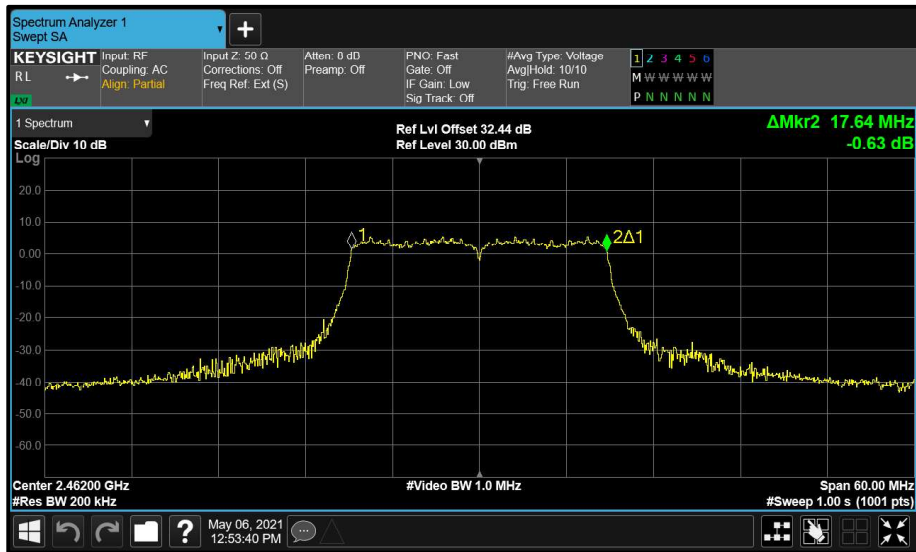 Spectrum Analyzer 1
Swept SA
+
KEYSIGHT
RL
LXI
Input: RF
Coupling: AC
Align: Partial
Input Z: 50 Ω
Corrections: Off
Freq Ref: Ext (S)
Atten: 0 dB
Preamp: Off
PNO: Fast
Gate: Off
IF Gain: Low
Sig Track: Off
#Avg Type: Voltage
Avg|Hold: 10/10
Trig: Free Run
1 2 3 4 5 6
M W W W W W
P N N N N N
1 Spectrum
Scale/Div 10 dB
Ref Lvl Offset 32.44 dB
Ref Level 30.00 dBm
ΔMkr2 17.64 MHz
-0.63 dB
Log
20.0
10.0
0.00
-10.0
-20.0
-30.0
-40.0
-50.0
-60.0
1
2Δ1
Center 2.46200 GHz
#Video BW 1.0 MHz
Span 60.00 MHz
#Res BW 200 kHz
#Sweep 1.00 s (1001 pts)
?
May 06, 2021
12:53:40 PM